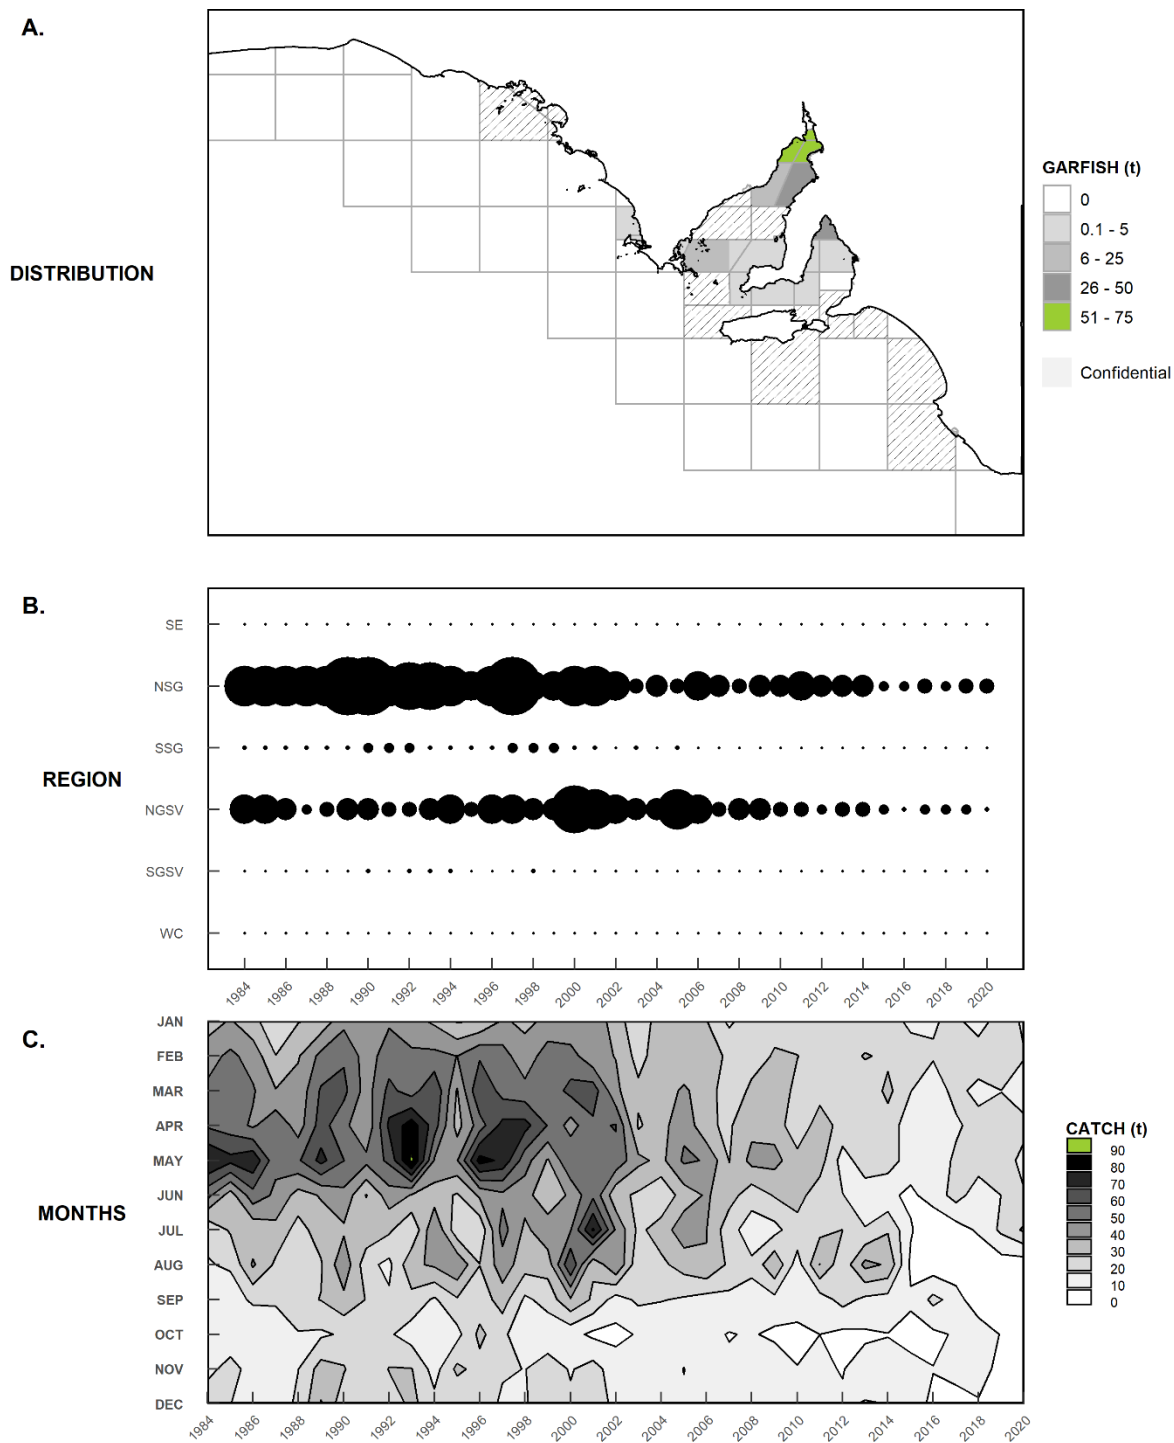 A.
DISTRIBUTION
GARFISH (t)
0
0.1 - 5
6 - 25
26 - 50
51 - 75
Confidential
B.
REGION
SE
NSG
SSG
NGSV
SGSV
WC
1984 1986 1988 1990 1992 1994 1996 1998 2000 2002 2004 2006 2008 2010 2012 2014 2016 2018 2020
C.
MONTHS
JAN
FEB
MAR
APR
MAY
JUN
JUL
AUG
SEP
OCT
NOV
DEC
1984 1986 1988 1990 1992 1994 1996 1998 2000 2002 2004 2006 2008 2010 2012 2014 2016 2018 2020
CATCH (t)
90
80
70
60
50
40
30
20
10
0